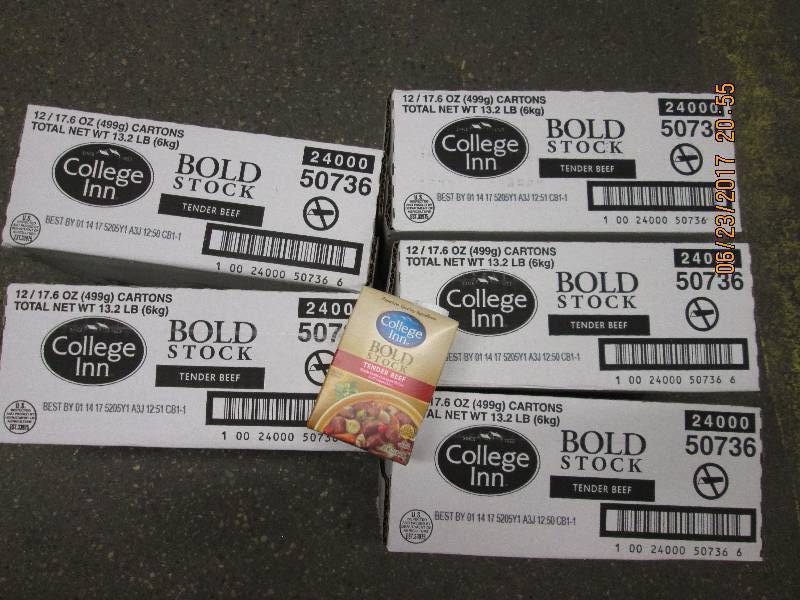 12 / 17.6 OZ (499g) CARTONS
TOTAL NET WT 13.2 LB (6kg)
College
Inn
BOLD
STOCK
TENDER BEEF
24000
50736
BEST BY 01 14 17 5205Y1 A3J 12:50 CB1-1
1 00 24000 50736 6
12 / 17.6 OZ (499g) CARTONS
TOTAL NET WT 13.2 LB (6kg)
College
Inn
BOLD
STOCK
TENDER BEEF
24000
5073
BEST BY 01 14 17 5205Y1 A3J 12:51 CB1-1
1 00 24000 50736
12 / 17.6 OZ (499g) CARTONS
TOTAL NET WT 13.2 LB (6kg)
College
Inn
BOLD
STOCK
TENDER BEEF
2400
507
BEST BY 01 14 17 5205Y1 A3J 12:51 CB1-1
1 00 24000 5073
12 / 17.6 OZ (499g) CARTONS
TOTAL NET WT 13.2 LB (6kg)
College
Inn
BOLD
STOCK
TENDER BEEF
240
50736
BEST BY 01 14 17 5205Y1 A3J 12:50 CB1-1
1 00 24000 50736 6
17.6 OZ (499g) CARTONS
NET WT 13.2 LB (6kg)
College
Inn
BOLD
STOCK
TENDER BEEF
24000
50736
BEST BY 01 14 17 5205Y1 A3J 12:50 CB1-1
1 00 24000 50736 6
College
Inn
BOLD
STOCK
TENDER BEEF
06/23/2017 20:55